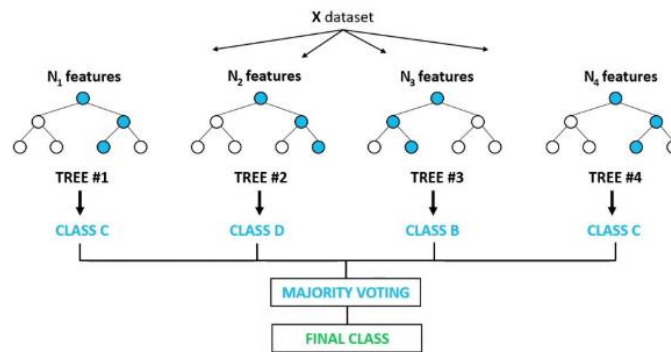 X dataset
N₁ features
N₂ features
N₃ features
N₄ features
TREE #1
TREE #2
TREE #3
TREE #4
CLASS C
CLASS D
CLASS B
CLASS C
MAJORITY VOTING
FINAL CLASS